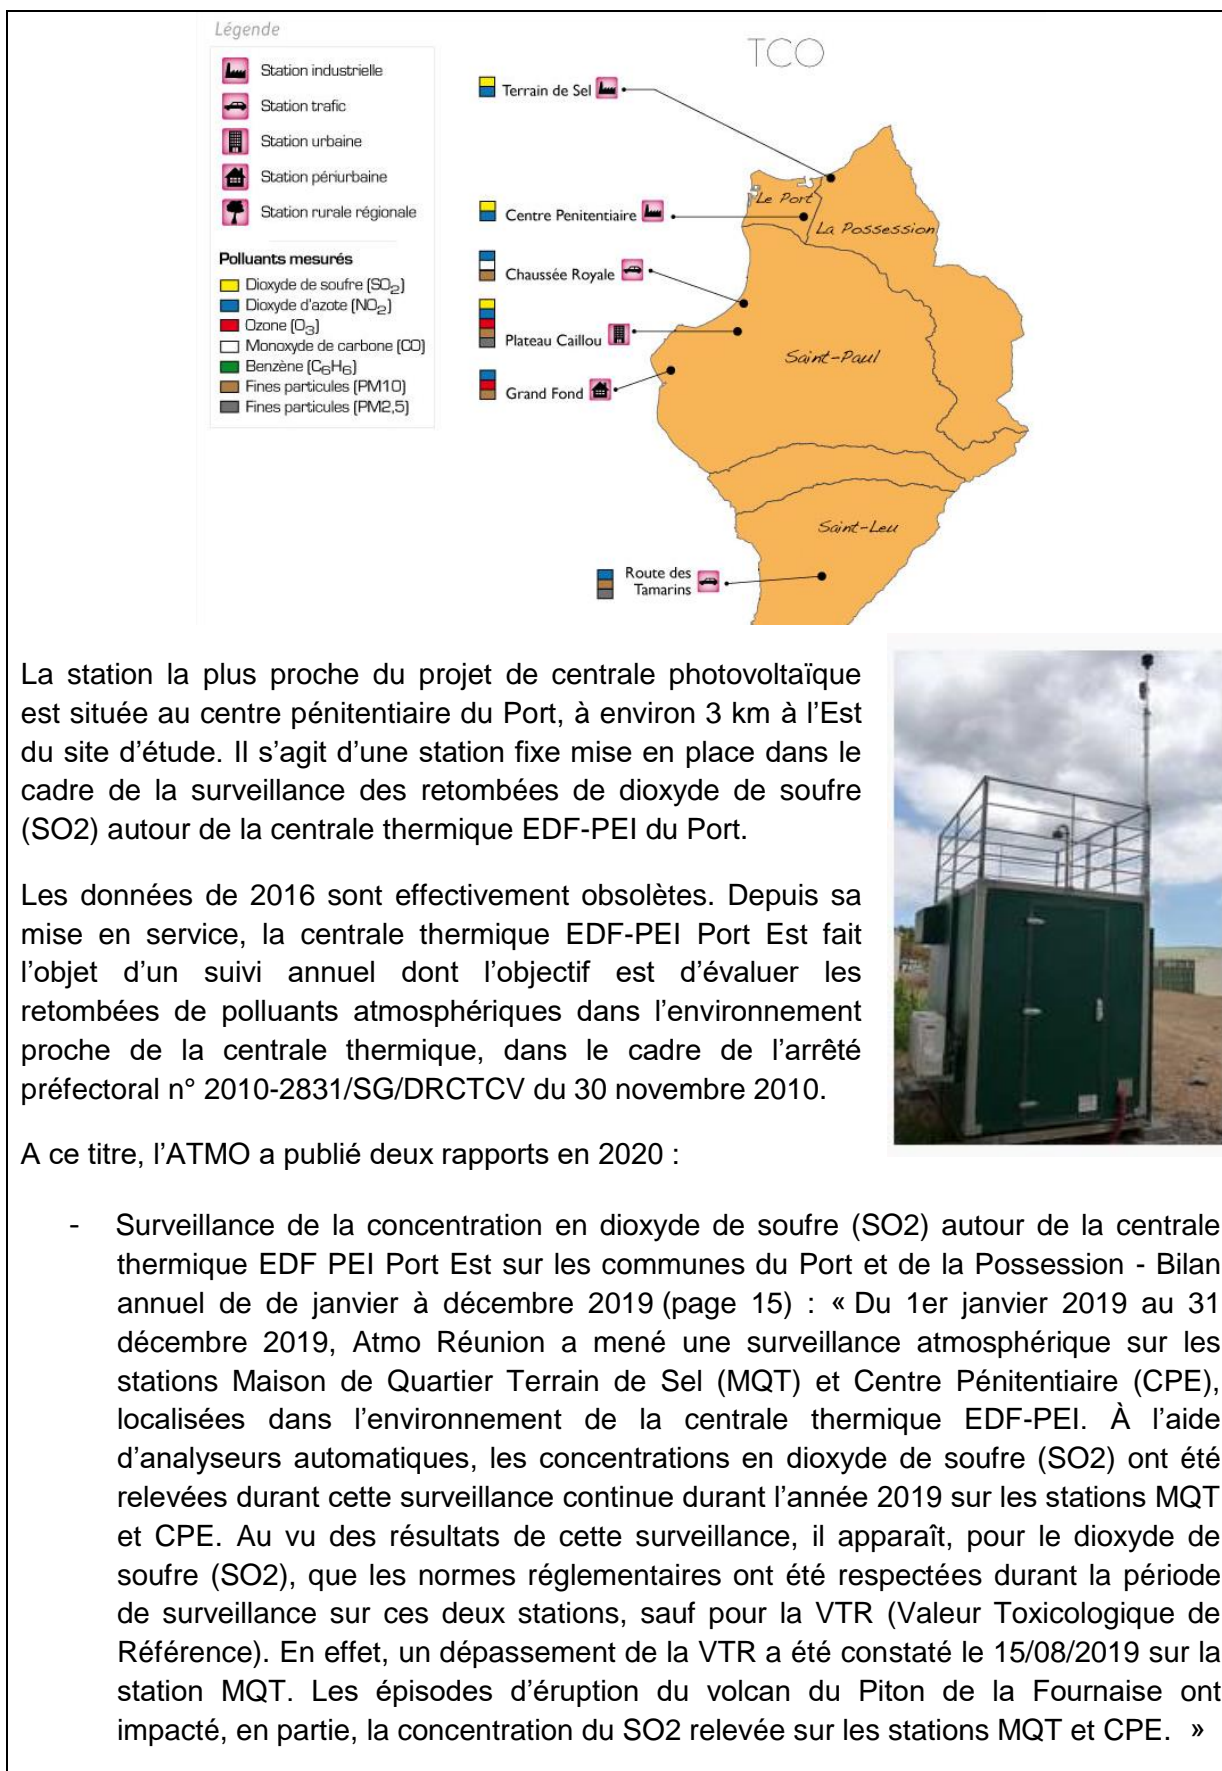 Légende
Station industrielle
Station trafic
Station urbaine
Station périurbaine
Station rurale régionale
Polluants mesurés
Dioxyde de soufre (SO2)
Dioxyde d'azote (NO2)
Ozone (O3)
Monoxyde de carbone (CO)
Benzène (C6H6)
Fines particules (PM10)
Fines particules (PM2,5)
TCO
Terrain de Sel
Centre Penitentiaire
Chaussée Royale
Plateau Caillou
Grand Fond
Route des
Tamarins
Le Port
La Possession
Saint-Paul
Saint-Leu
La station la plus proche du projet de centrale photovoltaïque
est située au centre pénitentiaire du Port, à environ 3 km à l'Est
du site d'étude. Il s'agit d'une station fixe mise en place dans le
cadre de la surveillance des retombées de dioxyde de soufre
(SO2) autour de la centrale thermique EDF-PEI du Port.
Les données de 2016 sont effectivement obsolètes. Depuis sa
mise en service, la centrale thermique EDF-PEI Port Est fait
l'objet d'un suivi annuel dont l'objectif est d'évaluer les
retombées de polluants atmosphériques dans l'environnement
proche de la centrale thermique, dans le cadre de l'arrêté
préfectoral n° 2010-2831/SG/DRCTCV du 30 novembre 2010.
A ce titre, l'ATMO a publié deux rapports en 2020 :
- Surveillance de la concentration en dioxyde de soufre (SO2) autour de la centrale
thermique EDF PEI Port Est sur les communes du Port et de la Possession - Bilan
annuel de de janvier à décembre 2019 (page 15) : « Du 1er janvier 2019 au 31
décembre 2019, Atmo Réunion a mené une surveillance atmosphérique sur les
stations Maison de Quartier Terrain de Sel (MQT) et Centre Pénitentiaire (CPE),
localisées dans l'environnement de la centrale thermique EDF-PEI. À l'aide
d'analyseurs automatiques, les concentrations en dioxyde de soufre (SO2) ont été
relevées durant cette surveillance continue durant l'année 2019 sur les stations MQT
et CPE. Au vu des résultats de cette surveillance, il apparaît, pour le dioxyde de
soufre (SO2), que les normes réglementaires ont été respectées durant la période
de surveillance sur ces deux stations, sauf pour la VTR (Valeur Toxicologique de
Référence). En effet, un dépassement de la VTR a été constaté le 15/08/2019 sur la
station MQT. Les épisodes d'éruption du volcan du Piton de la Fournaise ont
impacté, en partie, la concentration du SO2 relevée sur les stations MQT et CPE. »